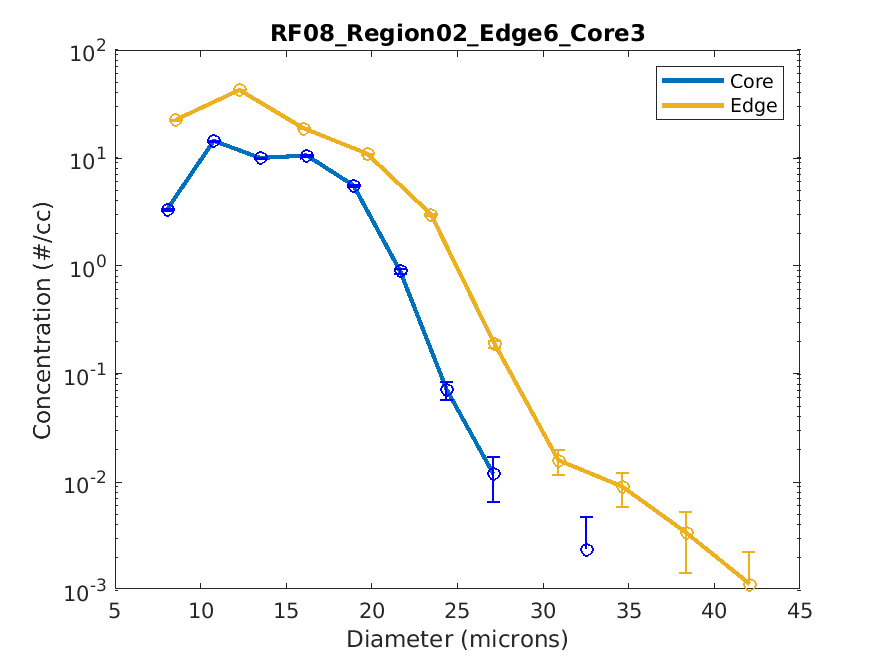 RF08_Region02_Edge6_Core3
Core
Edge
10^2
10^1
10^0
10^-1
10^-2
10^-3
Concentration (#/cc)
5 10 15 20 25 30 35 40 45
Diameter (microns)